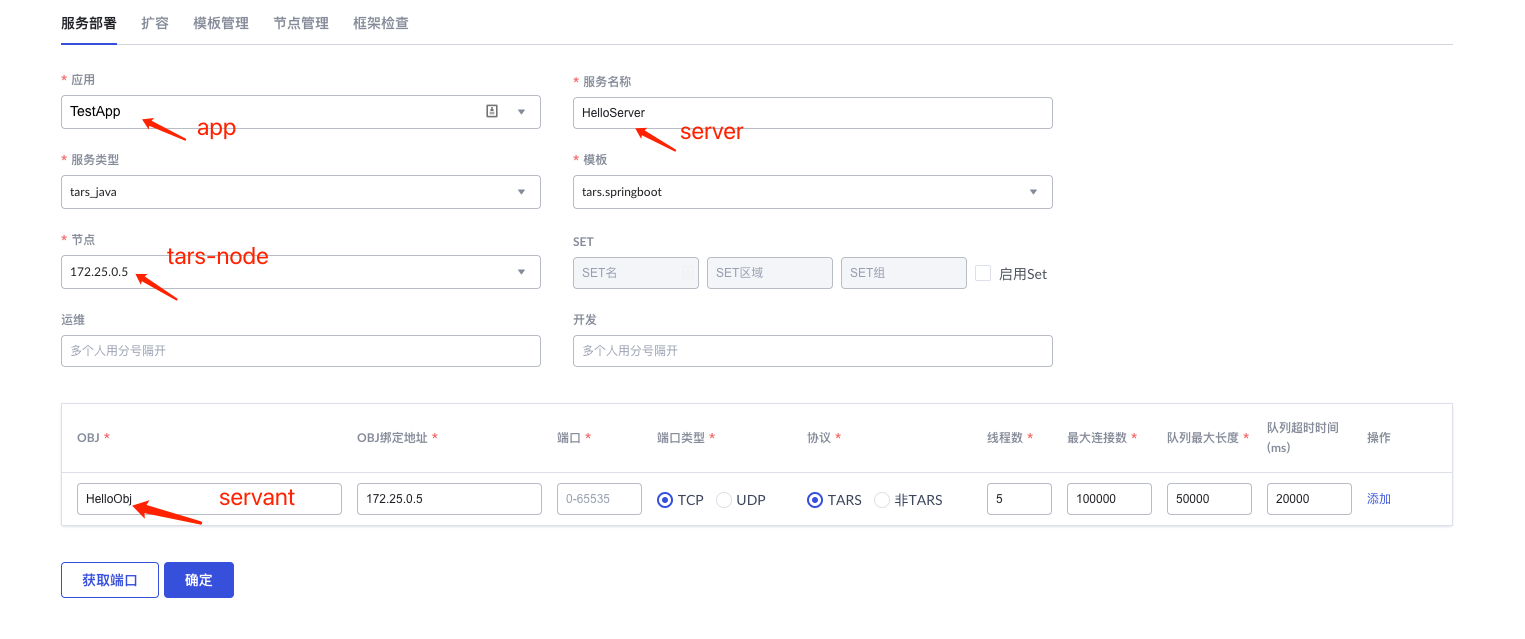 服务部署 扩容 模板管理 节点管理 框架检查
* 应用
TestApp
app
* 服务名称
HelloServer
server
* 服务类型
tars_java
* 模板
tars.springboot
* 节点
172.25.0.5
tars-node
SET
SET名 SET区域 SET组 启用Set
运维
多个人用分号隔开
开发
多个人用分号隔开
OBJ * OBJ绑定地址 * 端口 * 端口类型 * 协议 * 线程数 * 最大连接数 * 队列最大长度 * 队列超时时间(ms) 操作
HelloObj servant 172.25.0.5 0-65535 TCP UDP TARS 非TARS 5 100000 50000 20000 添加
获取端口 确定